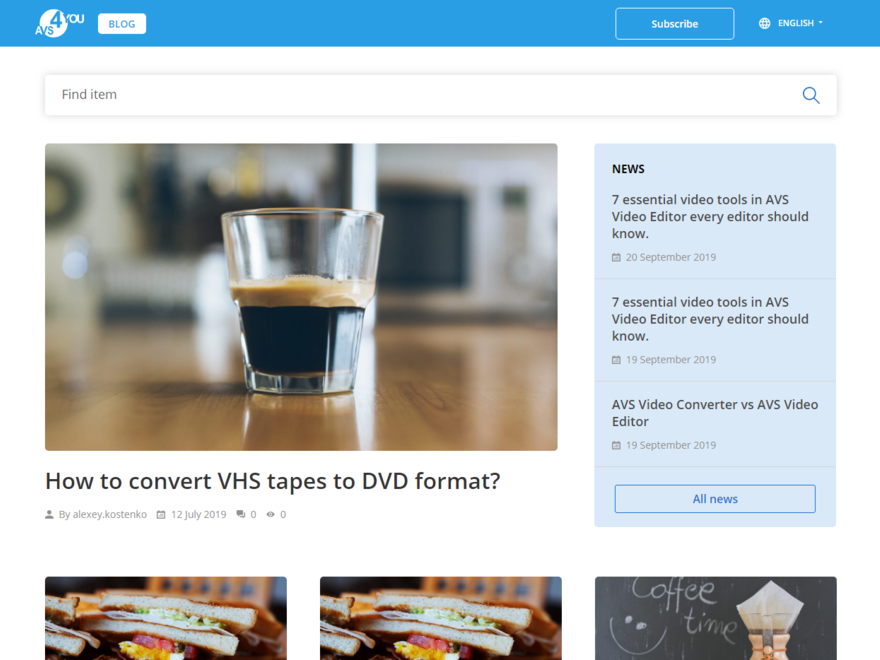 AVS4YOU
BLOG
Subscribe
ENGLISH
Find item
NEWS
7 essential video tools in AVS
Video Editor every editor should
know.
20 September 2019
7 essential video tools in AVS
Video Editor every editor should
know.
19 September 2019
AVS Video Converter vs AVS Video
Editor
19 September 2019
All news
How to convert VHS tapes to DVD format?
By alexey.kostenko 12 July 2019 0 0
Coffee
time